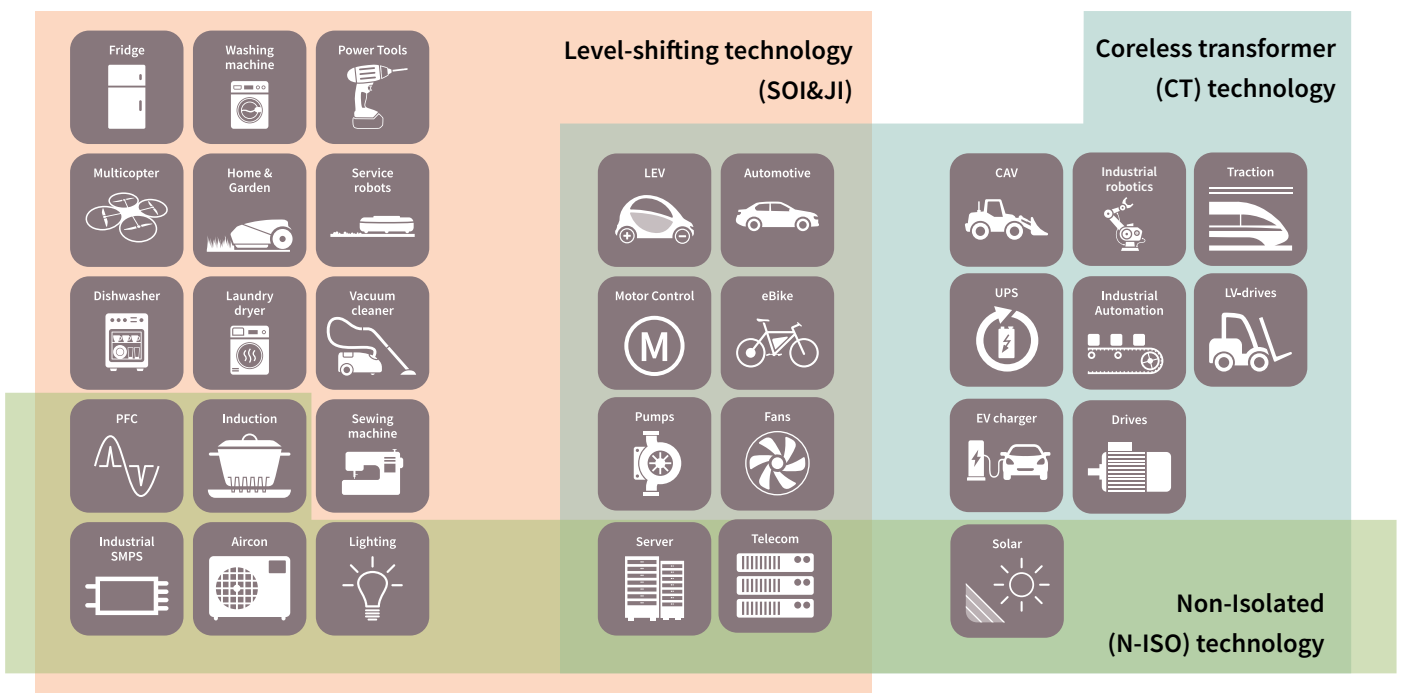 Level-shifting technology
(SOI&JI)
Coreless transformer
(CT) technology
Fridge
Washing
machine
Power Tools
Multicopter
Home &
Garden
Service
robots
Dishwasher
Laundry
dryer
Vacuum
cleaner
PFC
Induction
Sewing
machine
Industrial
SMPS
Aircon
Lighting
LEV
Automotive
Motor Control
M
eBike
Pumps
Fans
Server
Telecom
CAV
Industrial
robotics
Traction
UPS
Industrial
Automation
LV-drives
EV charger
Drives
Solar
Non-Isolated
(N-ISO) technology